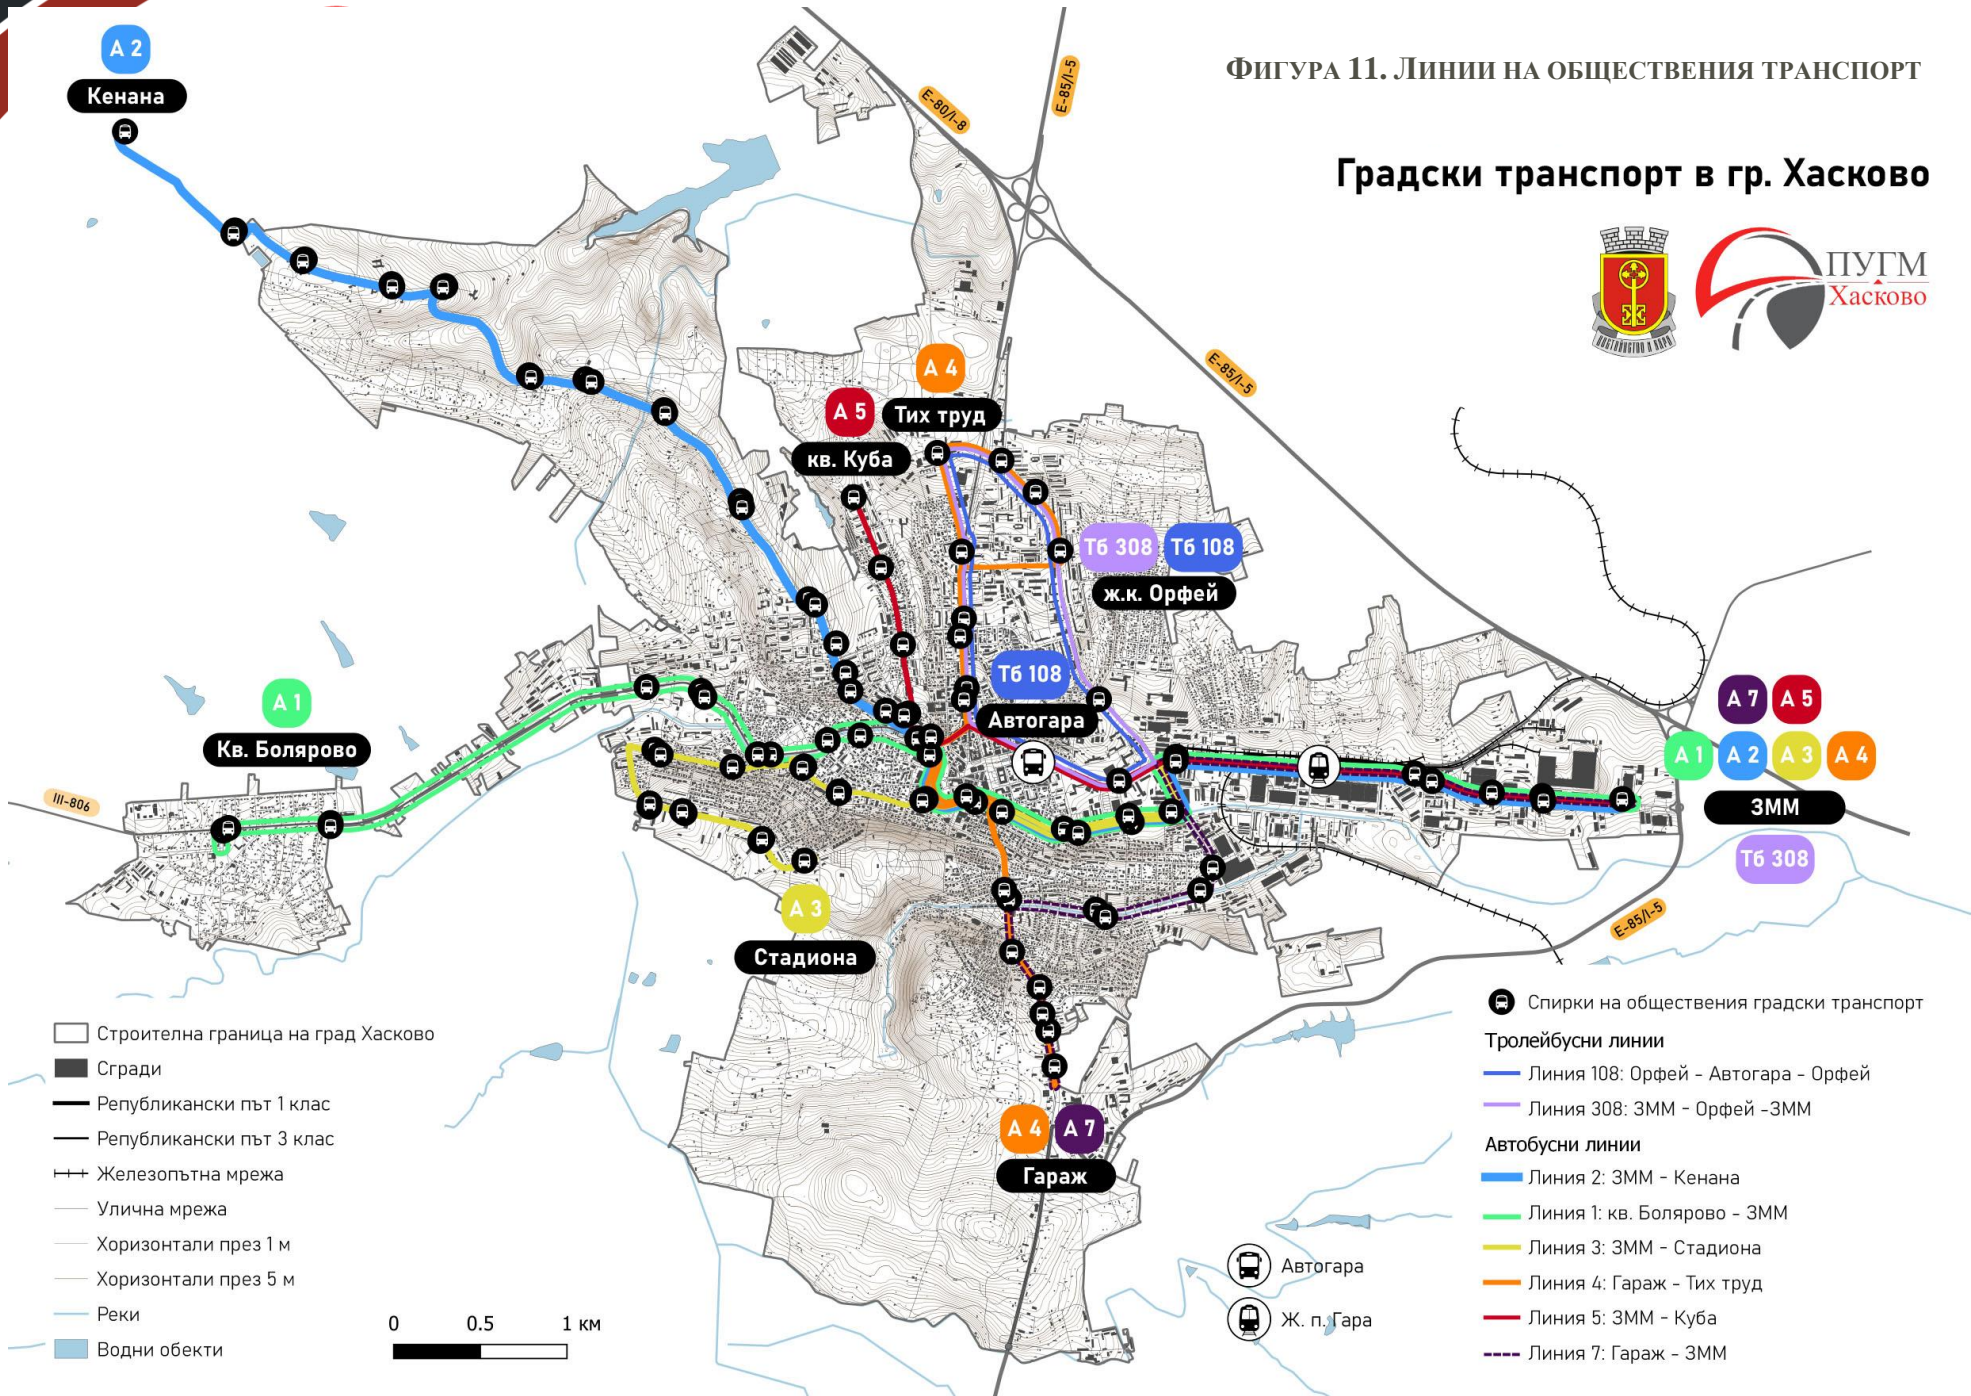 ФИГУРА 11. ЛИНИИ НА ОБЩЕСТВЕНИЯ ТРАНСПОРТ
Градски транспорт в гр. Хасково
ПУГМ
Хасково
А 2
Кенана
E-80/I-8
E-85/I-5
E-85/I-5
А 4
Тих труд
А 5
кв. Куба
Тб 308
Тб 108
ж.к. Орфей
Тб 108
Автогара
А 1
Кв. Болярово
III-806
А 7
А 5
А 1
А 2
А 3
А 4
ЗММ
Тб 308
E-85/I-5
А 3
Стадиона
А 4
А 7
Гараж
Строителна граница на град Хасково
Сгради
Републикански път 1 клас
Републикански път 3 клас
Железопътна мрежа
Улична мрежа
Хоризонтали през 1 м
Хоризонтали през 5 м
Реки
Водни обекти
0 0.5 1 км
Автогара
Ж. п. Гара
Спирки на обществения градски транспорт
Тролейбусни линии
Линия 108: Орфей - Автогара - Орфей
Линия 308: ЗММ - Орфей -ЗММ
Автобусни линии
Линия 2: ЗММ - Кенана
Линия 1: кв. Болярово - ЗММ
Линия 3: ЗММ - Стадиона
Линия 4: Гараж - Тих труд
Линия 5: ЗММ - Куба
Линия 7: Гараж - ЗММ